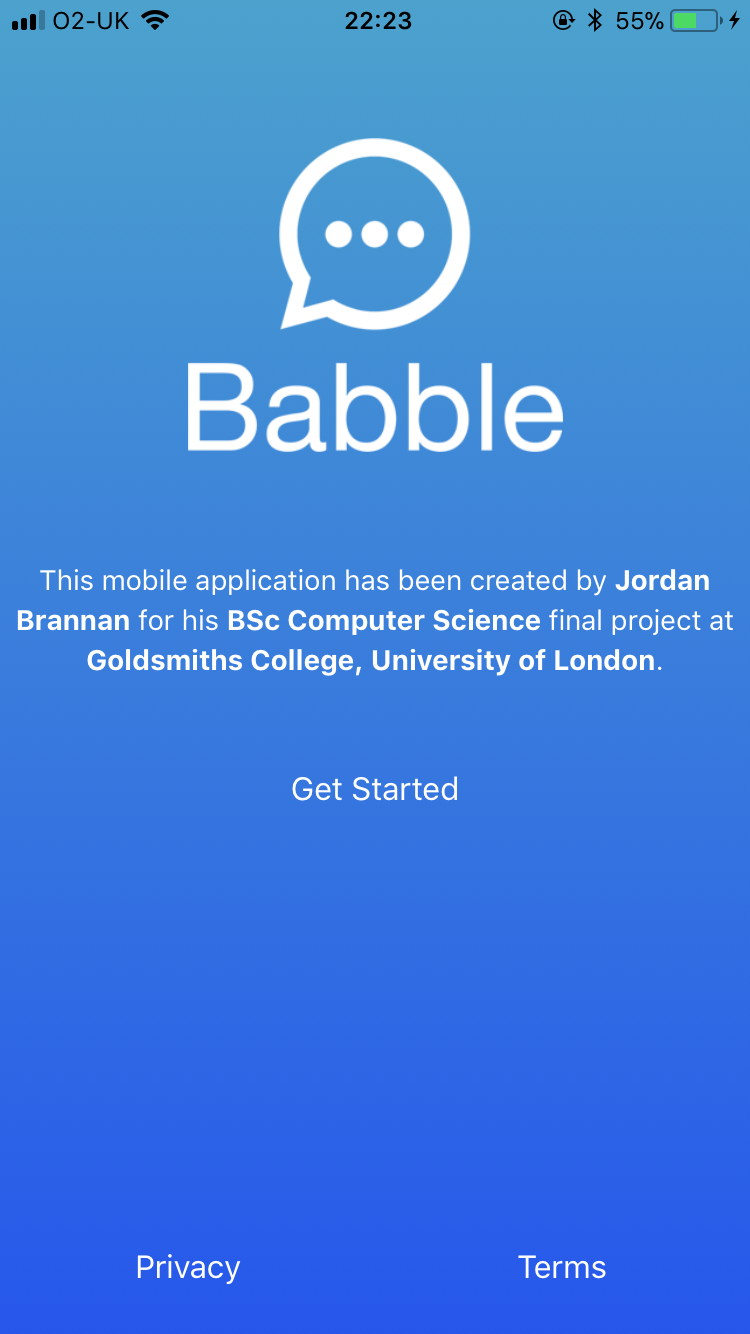 O2-UK 22:23 55%
Babble
This mobile application has been created by Jordan
Brannan for his BSc Computer Science final project at
Goldsmiths College, University of London.
Get Started
Privacy Terms